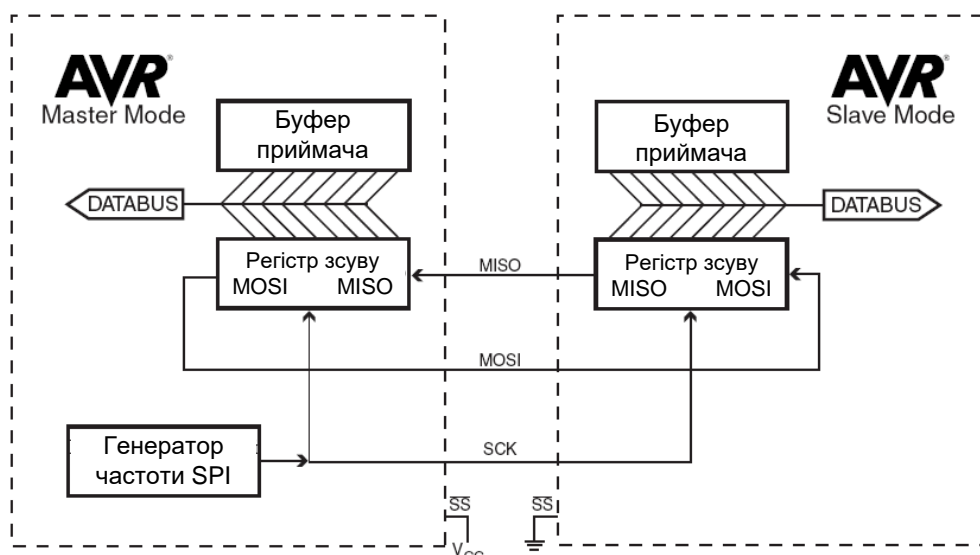 AVR®
Master Mode
Буфер
приймача
DATABUS
Регістр зсуву
MOSI MISO
Генератор
частоти SPI
MISO
MOSI
SCK
SS
VCC
SS
AVR®
Slave Mode
Буфер
приймача
DATABUS
Регістр зсуву
MISO MOSI